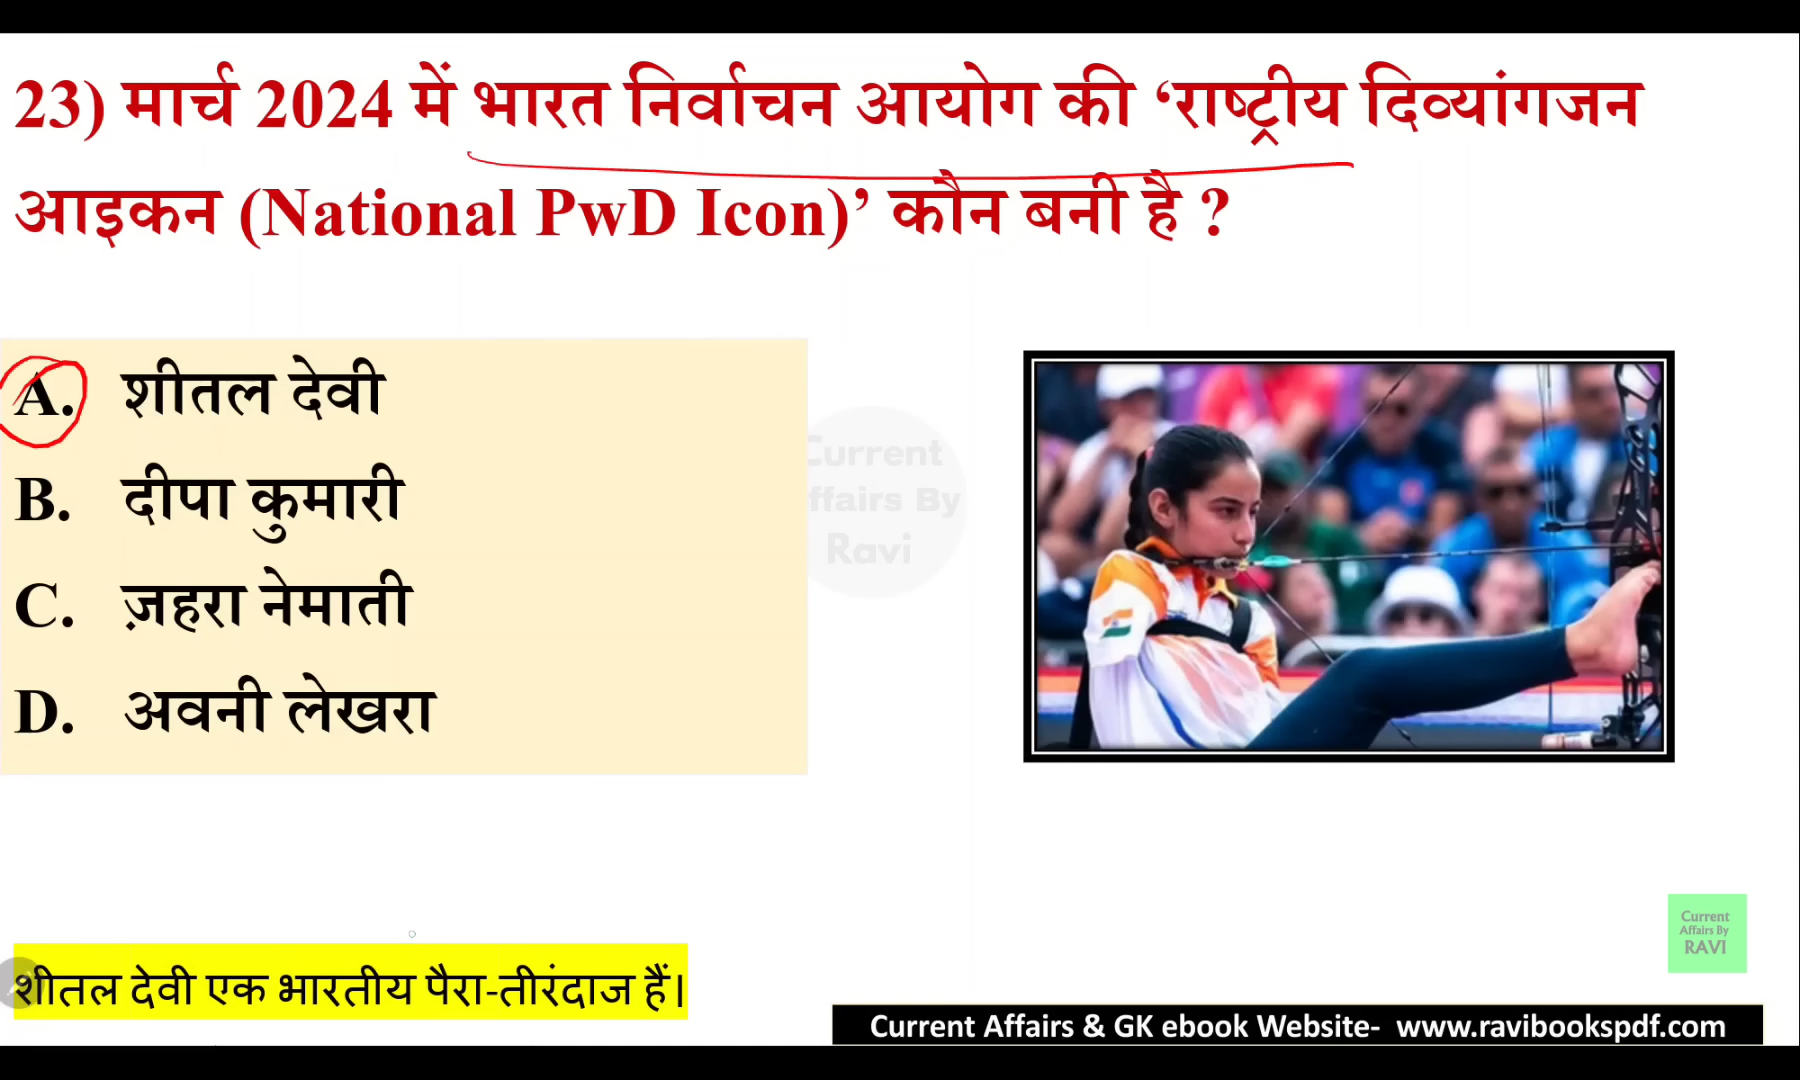 23) मार्च 2024 में भारत निर्वाचन आयोग की ‘राष्ट्रीय दिव्यांगजन
आइकन (National PwD Icon)’ कौन बनी है ?
A. शीतल देवी
B. दीपा कुमारी
C. ज़हरा नेमाती
D. अवनी लेखरा
Current
ffairs By
Ravi
Current
Affairs By
RAVI
शीतल देवी एक भारतीय पैरा-तीरंदाज हैं।
Current Affairs & GK ebook Website- www.ravibookspdf.com